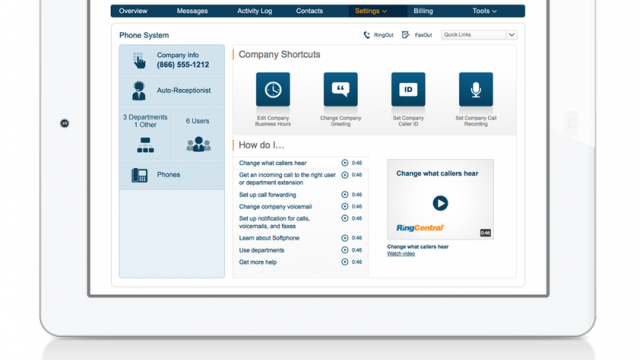 Overview Messages Activity Log Contacts Settings Billing Tools
Phone System
RingOut FaxOut Quick Links
Company Info
(866) 555-1212
Auto-Receptionist
3 Departments
1 Other
6 Users
Phones
Company Shortcuts
Edit Company
Business Hours
Change Company
Greeting
ID
Set Company
Caller ID
Set Company Call
Recording
How do I...
Change what callers hear 0:46
Get an incoming call to the right user
or department extension 0:46
Set up call forwarding 0:46
Change company voicemail 0:46
Set up notification for calls,
voicemails, and faxes 0:46
Learn about Softphone 0:46
Use departments 0:46
Get more help 0:46
Change what callers hear
RingCentral
0:46
Change what callers hear
Watch video